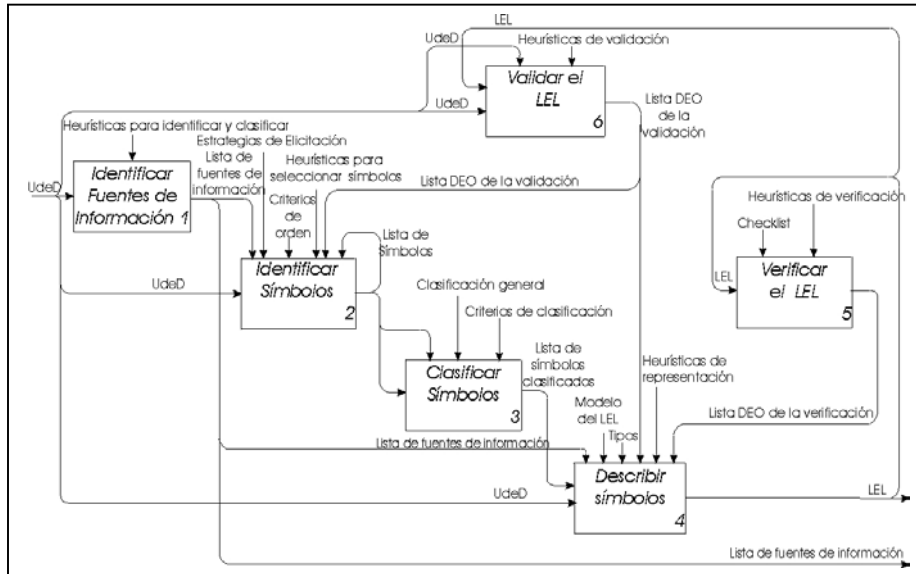 LEL
UdeD
Heurísticas de validación
Validar el
LEL
6
UdeD
Lista DEO
de la
validación
Heurísticas para identificar y clasificar
Estrategias de Elicitación
Identificar
Fuentes de
Información 1
UdeD
Lista de
fuentes de
información
Heurísticas para
seleccionar símbolos
Criterios
de
orden
Lista DEO de la validación
Lista de
Símbolos
Identificar
Símbolos
2
UdeD
Heurísticas de verificación
Checklist
LEL
Verificar
el LEL
5
Clasificación general
Criterios de clasificación
Clasificar
Símbolos
3
Lista de
símbolos
clasificados
Heurísticas de
representación
Modelo
del LEL
Tipos
Lista DEO de la verificación
Lista de fuentes de información
UdeD
Describir
símbolos
4
LEL
Lista de fuentes de información